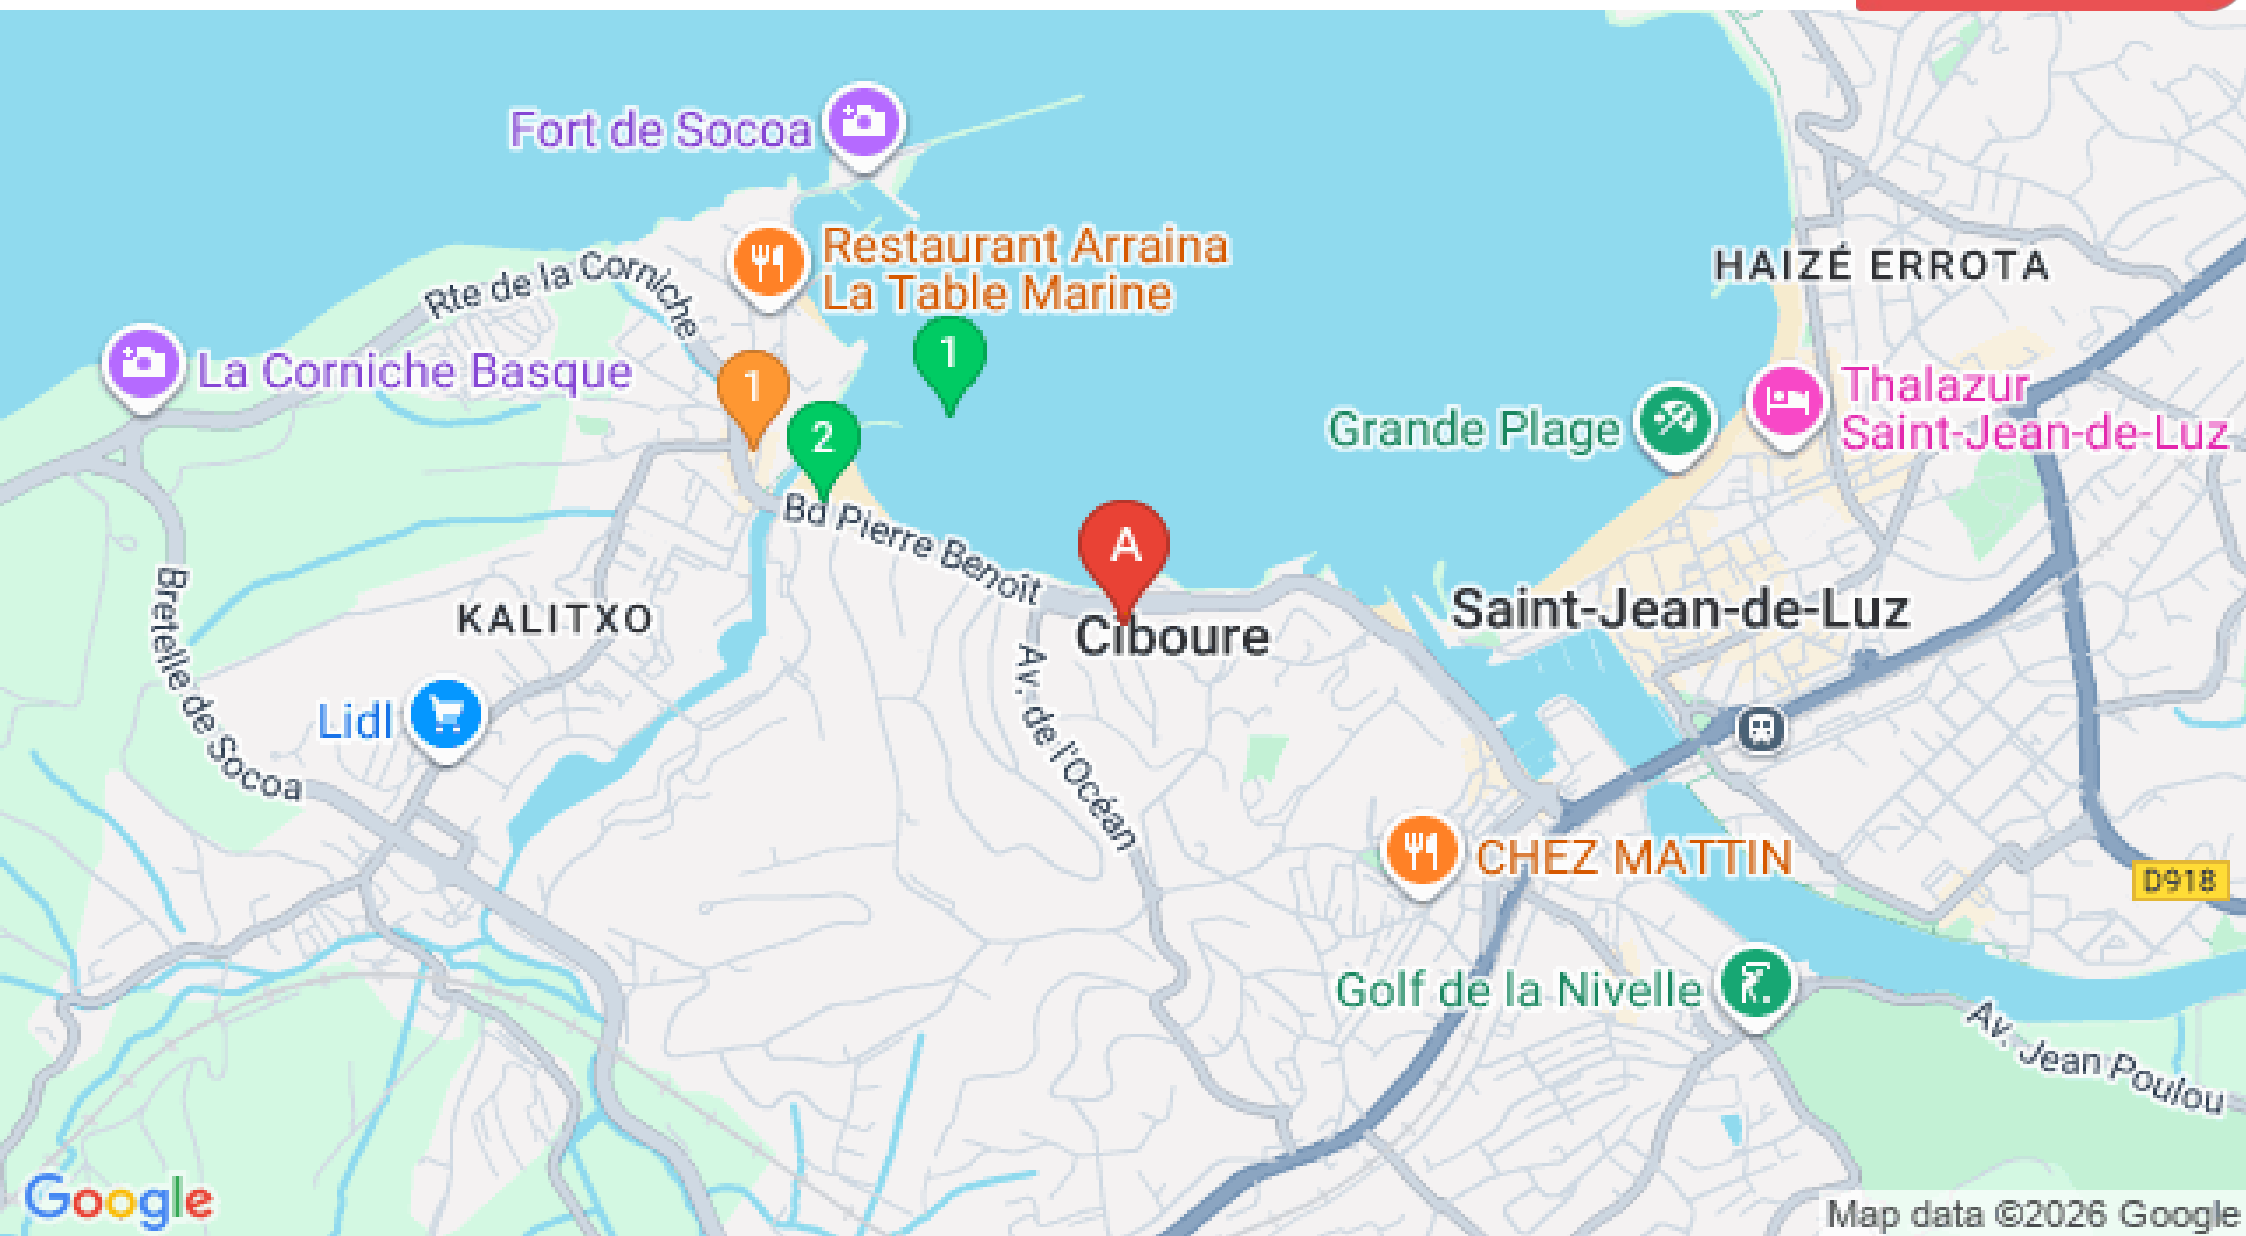 Fort de Socoa
Restaurant Arraina
La Table Marine
HAIZÉ ERROTA
Rte de la Corniche
La Corniche Basque
1
1
2
Thalazur
Saint-Jean-de-Luz
Grande Plage
Bd Pierre Benoît
A
Ciboure
Saint-Jean-de-Luz
KALITXO
Bretelle de Socoa
Lidl
Av. de l'Océan
CHEZ MATTIN
D918
Golf de la Nivelle
Av. Jean Poulou
Google
Map data ©2026 Google